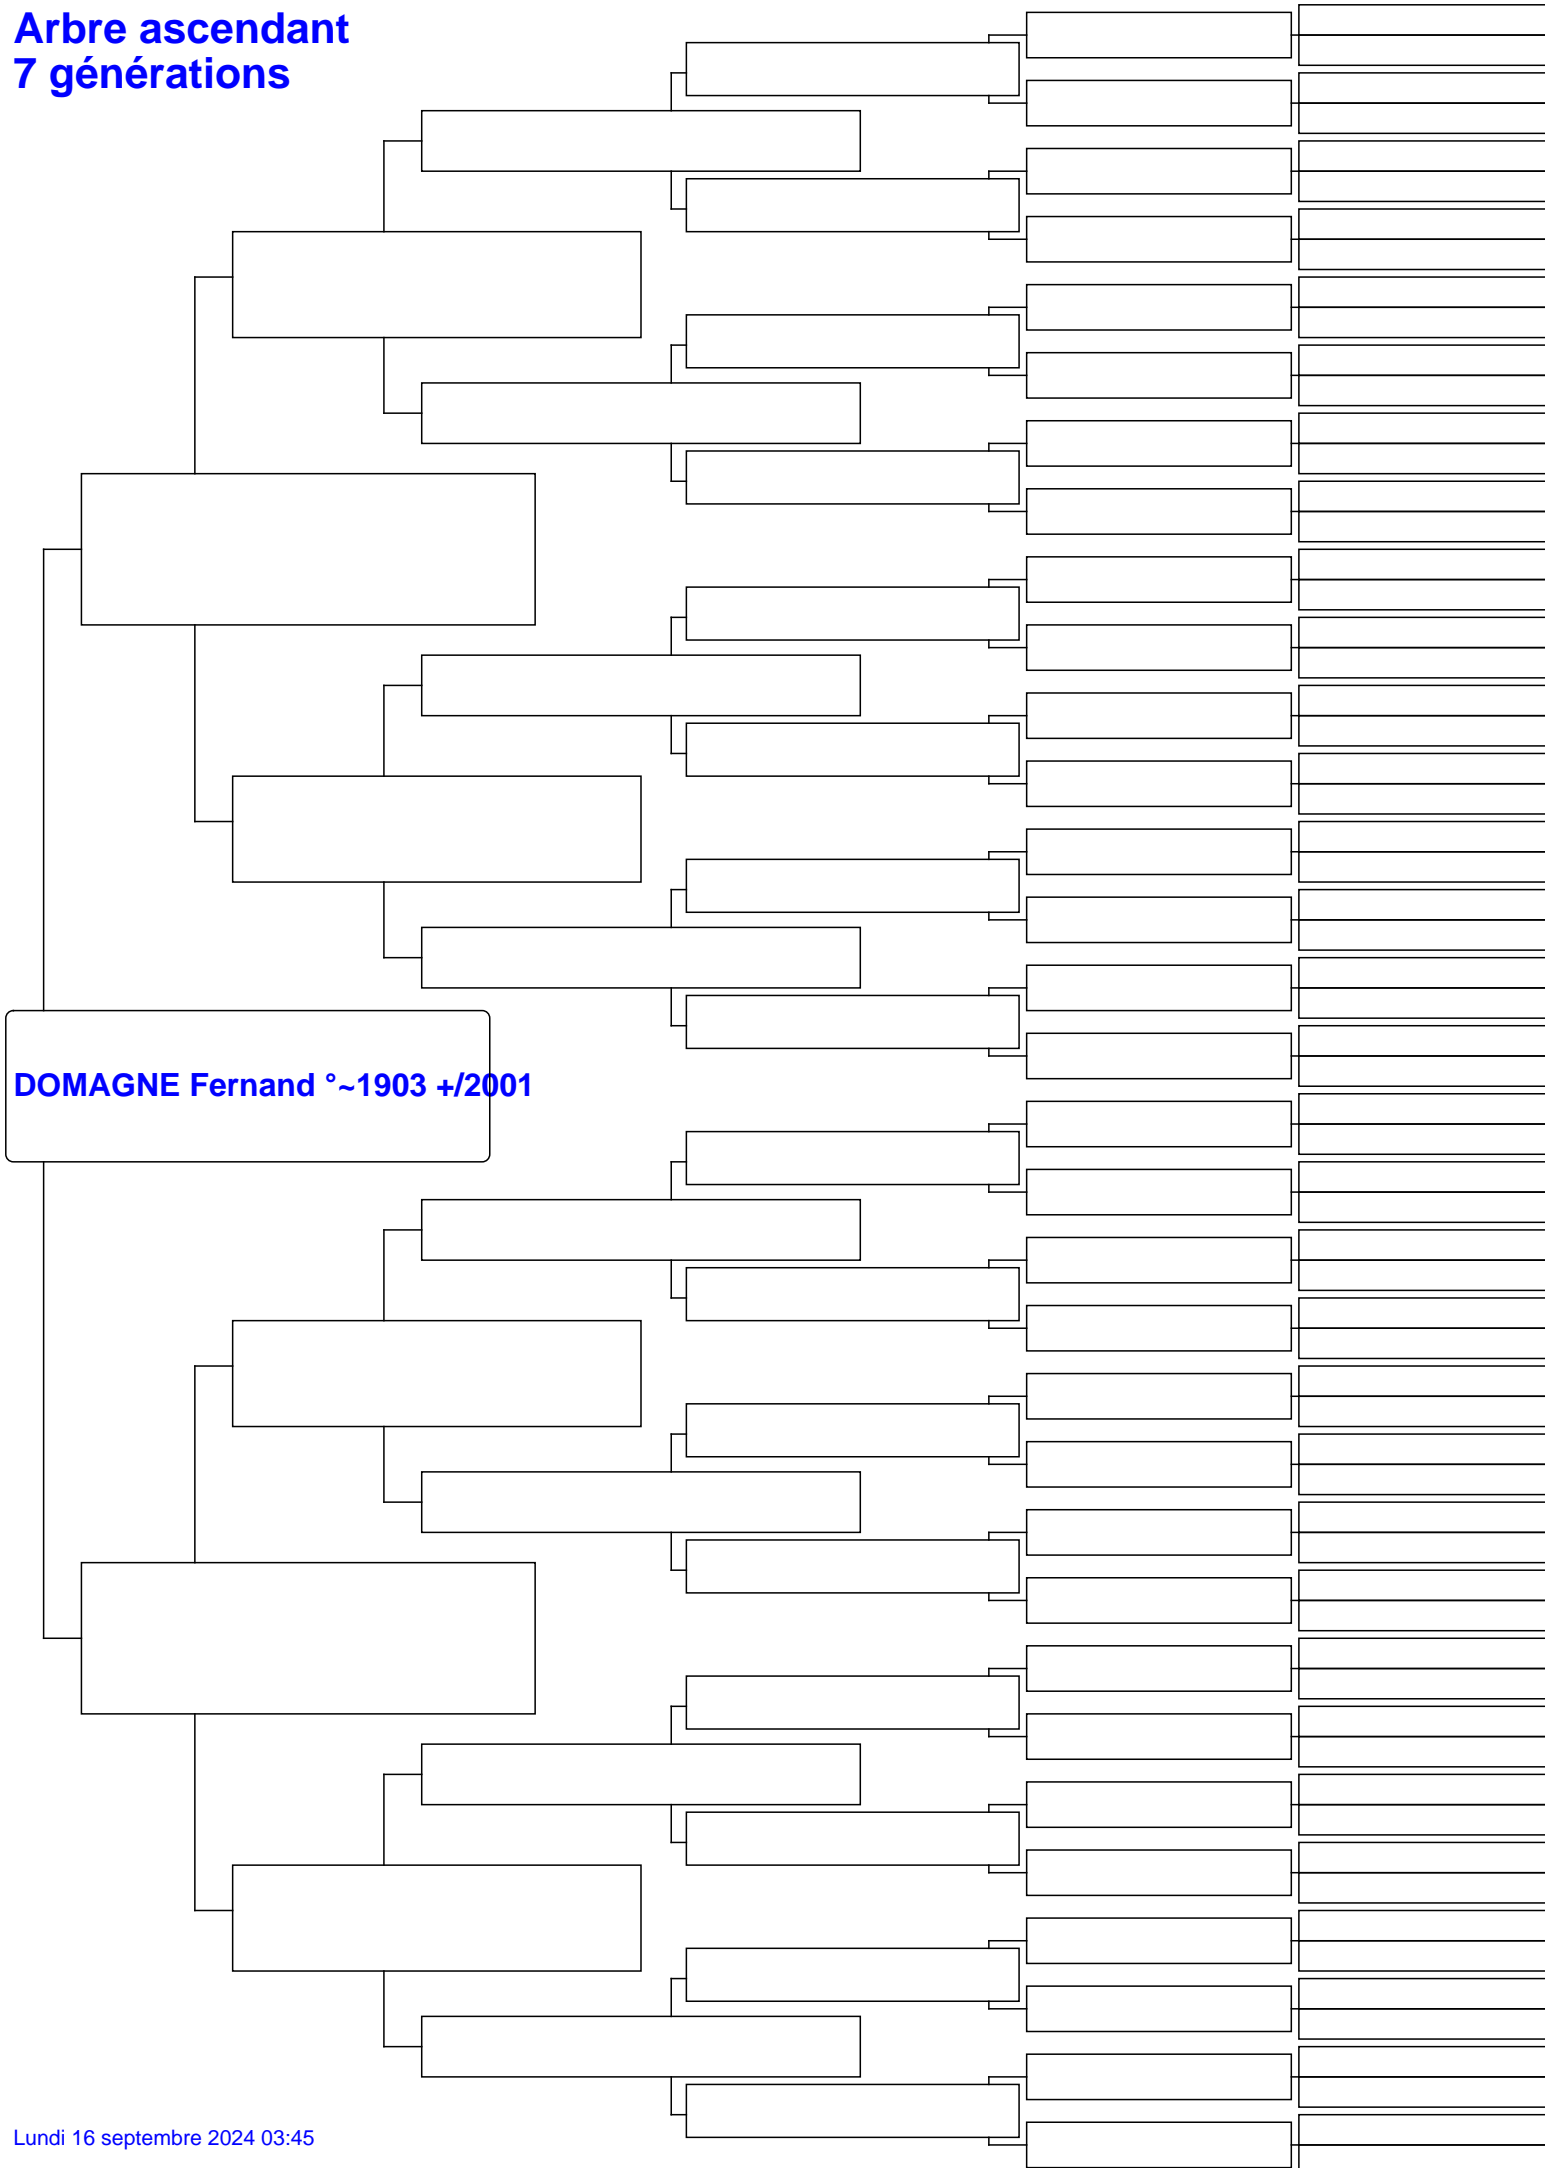 Arbre ascendant
7 générations
DOMAGNE Fernand °~1903 +/2001
Lundi 16 septembre 2024 03:45